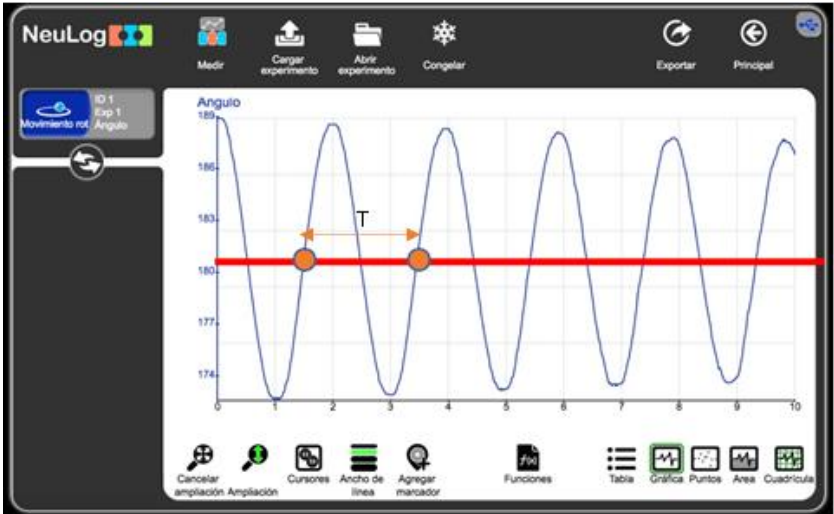 NeuLog
Medir
Cargar
experimento
Abrir
experimento
Congelar
Exportar
Principal
Movimiento rot
ID 1
Exp 1
Ángulo
Angulo
189
186
183
180
177
174
T
0 1 2 3 4 5 6 7 8 9 10
Cancelar
ampliación
Ampliación
Cursores
Ancho de
línea
Agregar
marcador
f(x)
Funciones
Tabla
Gráfica
Puntos
Area
Cuadrícula